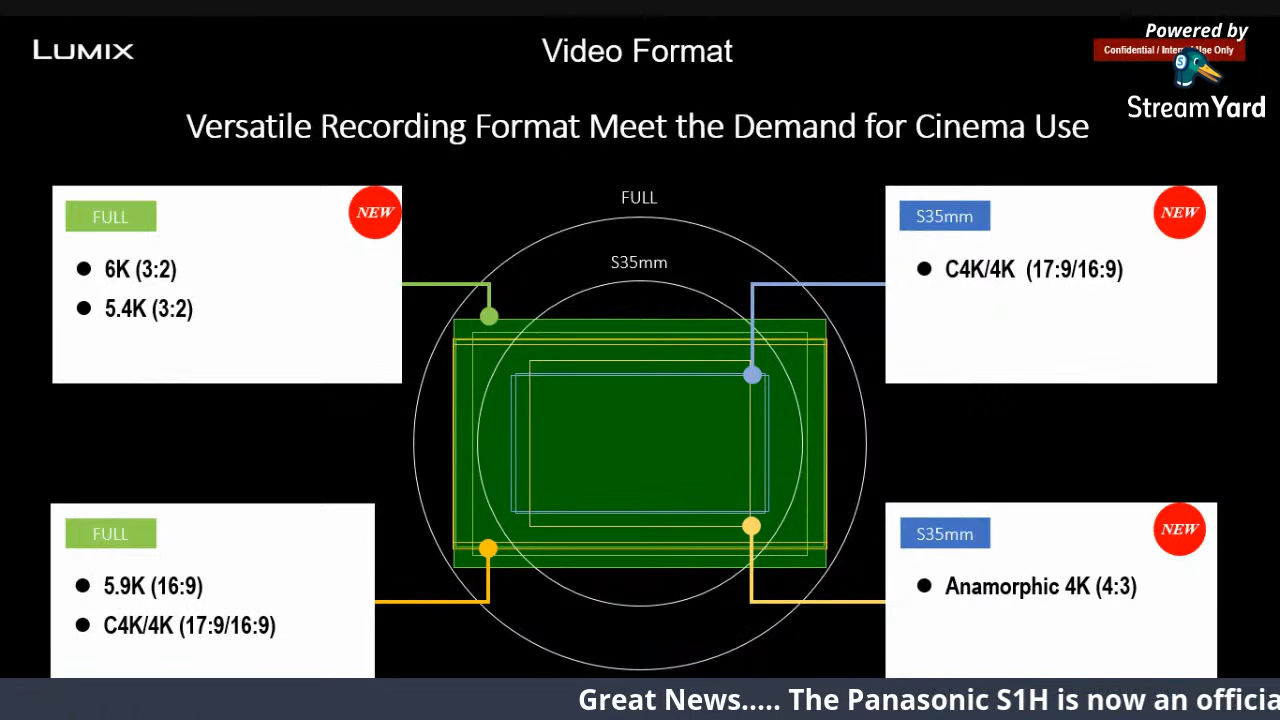 LUMIX
Video Format
Powered by
Confidential / Internal Use Only
StreamYard
Versatile Recording Format Meet the Demand for Cinema Use
FULL
NEW
6K (3:2)
5.4K (3:2)
FULL
S35mm
S35mm
NEW
C4K/4K (17:9/16:9)
FULL
5.9K (16:9)
C4K/4K (17:9/16:9)
S35mm
NEW
Anamorphic 4K (4:3)
Great News..... The Panasonic S1H is now an officia